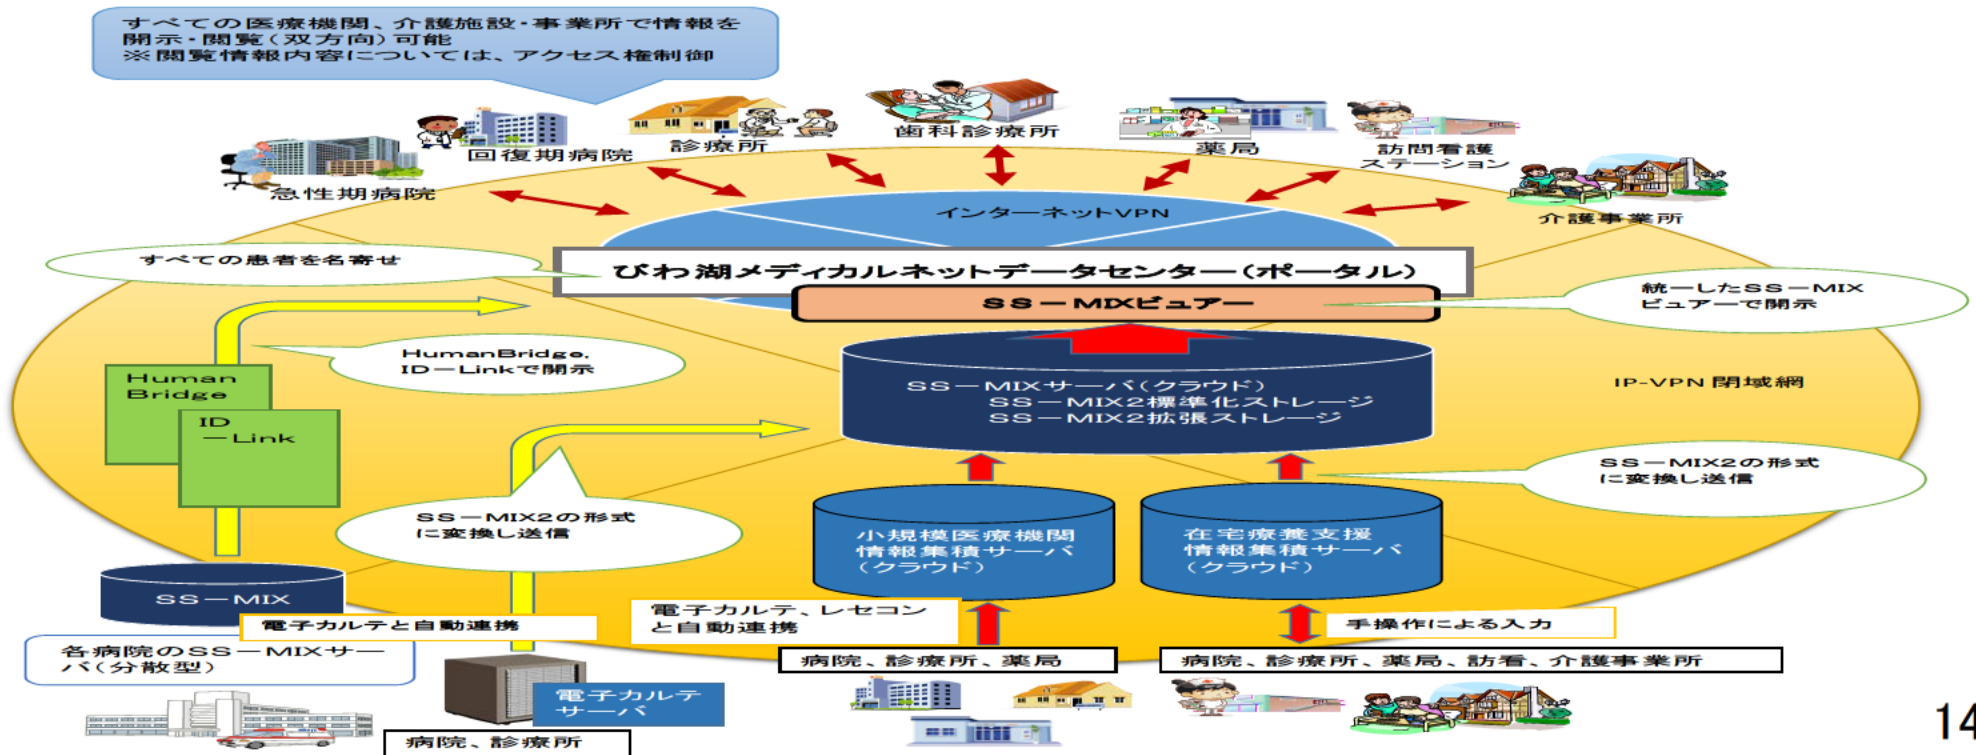 すべての医療機関、介護施設・事業所で情報を
開示・閲覧(双方向)可能
※閲覧情報内容については、アクセス権制御
急性期病院
回復期病院
診療所
歯科診療所
薬局
訪問看護
ステーション
介護事業所
インターネットVPN
すべての患者を名寄せ
びわ湖メディカルネットデータセンター(ポータル)
SS－MIXビュアー
統一したSS－MIX
ビュアーで開示
HumanBridge、
ID－Linkで開示
Human
Bridge
ID
－Link
SS－MIXサーバ(クラウド)
SS－MIX2標準化ストレージ
SS－MIX2拡張ストレージ
IP-VPN 閉域網
SS－MIX2の形式
に変換し送信
SS－MIX2の形式
に変換し送信
小規模医療機関
情報集積サーバ
(クラウド)
在宅療養支援
情報集積サーバ
(クラウド)
SS－MIX
電子カルテと自動連携
電子カルテ、レセコン
と自動連携
手操作による入力
各病院のSS－MIXサー
バ(分散型)
病院、診療所、薬局
病院、診療所、薬局、訪看、介護事業所
電子カルテ
サーバ
病院、診療所
14